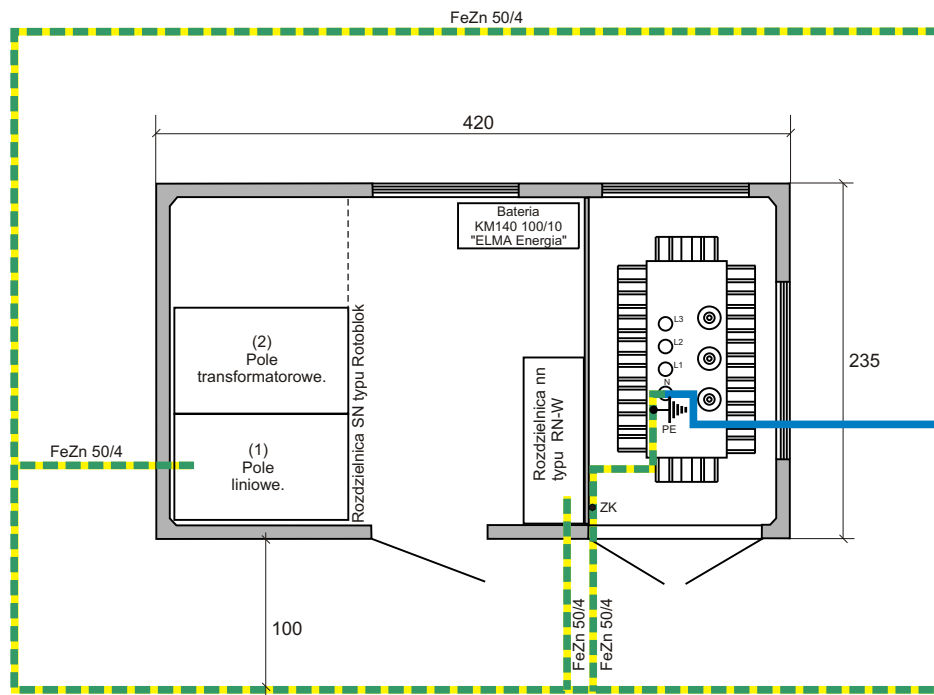 FeZn 50/4
420
Bateria
KM140 100/10
"ELMA Energia"
L3
L2
L1
N
PE
235
(2)
Pole
transformatorowe.
(1)
Pole
liniowe.
Rozdzielnica SN typu Rotoblok
Rozdzielnica nn
typu RN-W
FeZn 50/4
ZK
100
FeZn 50/4
FeZn 50/4